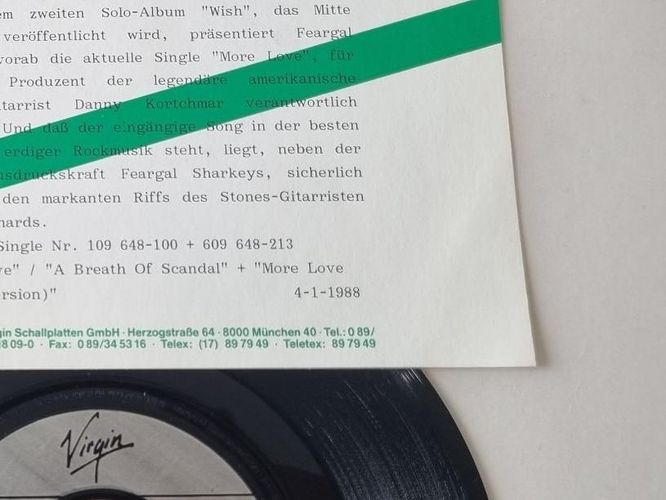 em zweiten Solo-Album "Wish", das Mitte
veröffentlicht wird, präsentiert Feargal
vorab die aktuelle Single "More Love", für
Produzent der legendäre amerikanische
itarrist Danny Kortchmar verantwortlich
Und daß der eingängige Song in der besten
erdiger Rockmusik steht, liegt, neben der
usdruckskraft Feargal Sharkeys, sicherlich
den markanten Riffs des Stones-Gitarristen
hards.
Single Nr. 109 648-100 + 609 648-213
ve" / "A Breath Of Scandal" + "More Love
ersion)" 4-1-1988
gin Schallplatten GmbH · Herzogstraße 64 · 8000 München 40 · Tel.: 0 89/
8 09-0 · Fax: 0 89/34 53 16 · Telex: (17) 89 79 49 · Teletex: 89 79 49
Virgin